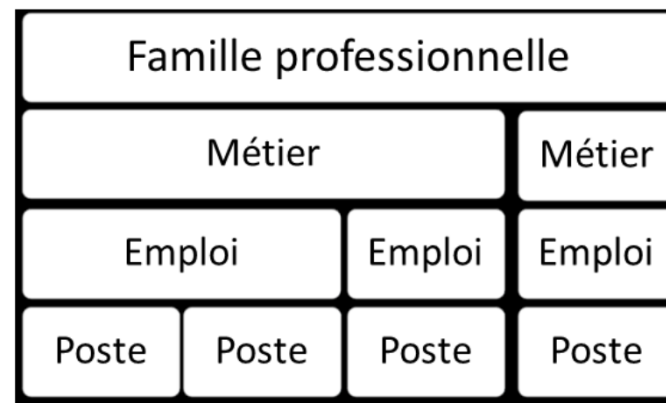 Famille professionnelle
Métier Métier
Emploi Emploi Emploi
Poste Poste Poste Poste